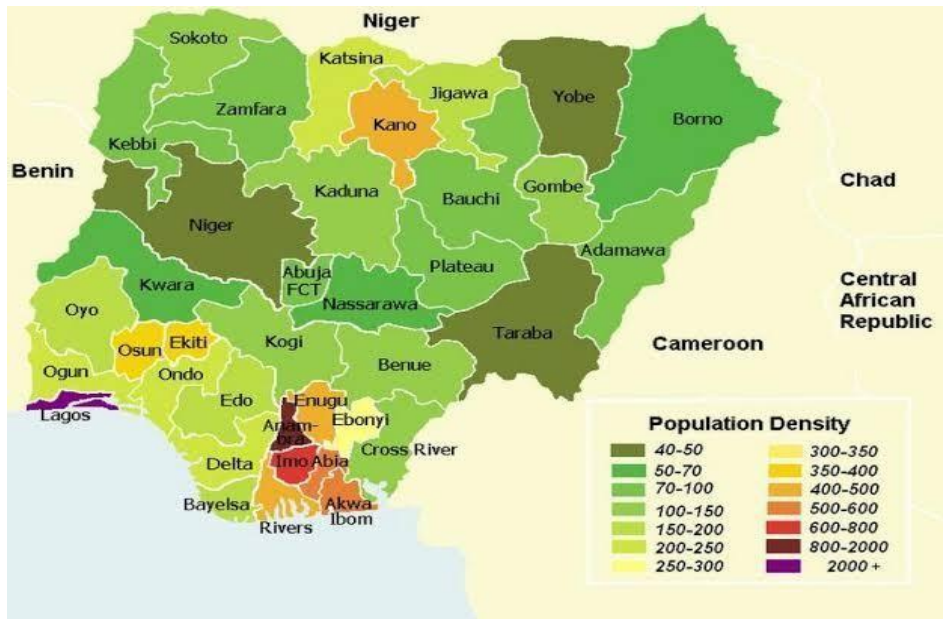 Niger
Sokoto
Katsina
Jigawa
Yobe
Zamfara
Kano
Borno
Kebbi
Benin
Kaduna
Gombe
Chad
Bauchi
Niger
Adamawa
Abuja
FCT
Plateau
Kwara
Nassarawa
Central
African
Republic
Oyo
Taraba
Osun
Ekiti
Kogi
Cameroon
Benue
Ogun
Ondo
Edo
Enugu
Lagos
Anam-
bra
Ebonyi
Cross River
Delta
Imo
Abia
Bayelsa
Akwa
Ibom
Rivers
Population Density
40-50
50-70
70-100
100-150
150-200
200-250
250-300
300-350
350-400
400-500
500-600
600-800
800-2000
2000 +